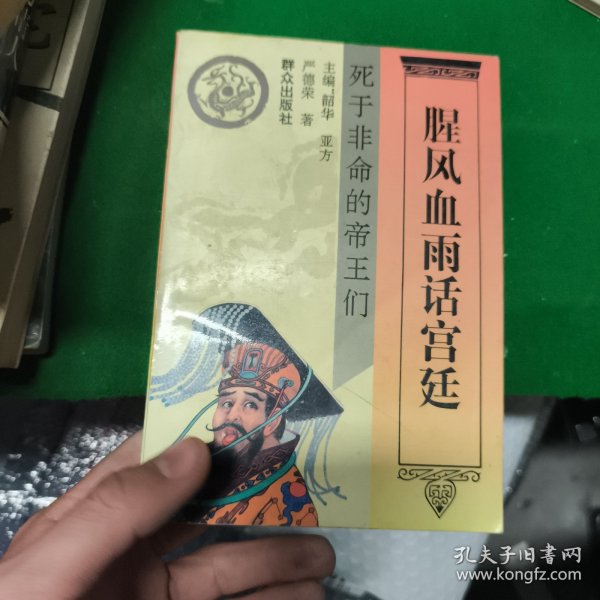 腥风血雨话宫廷
死于非命的帝王们
主编:韶华 亚方
严德荣 著
群众出版社
孔夫子旧书网
www.kongfz.com